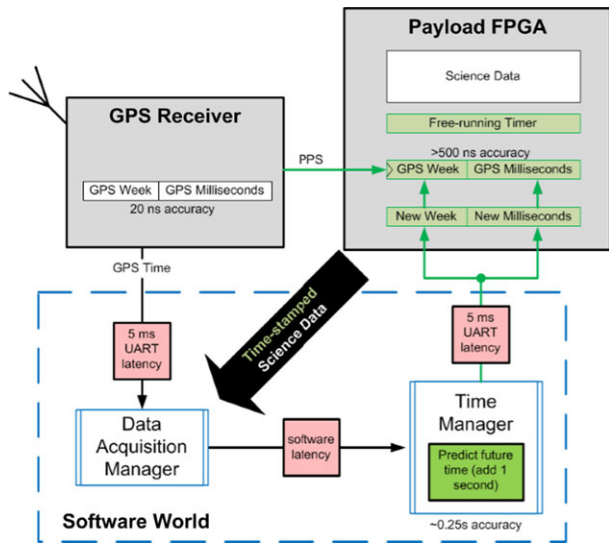 Payload FPGA
Science Data
Free-running Timer
>500 ns accuracy
GPS Week
GPS Milliseconds
New Week
New Milliseconds
GPS Receiver
PPS
GPS Week
GPS Milliseconds
20 ns accuracy
GPS Time
Time-stamped
Science Data
5 ms
UART
latency
5 ms
UART
latency
Data
Acquisition
Manager
software
latency
Time
Manager
Predict future
time (add 1
second)
~0.25s accuracy
Software World